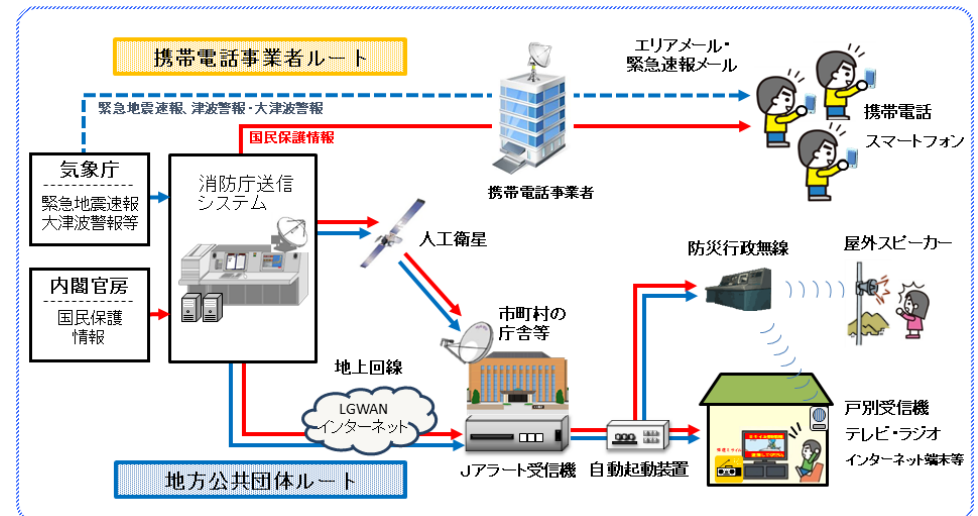 携帯電話事業者ルート
エリアメール・
緊急速報メール
緊急地震速報、津波警報・大津波警報
国民保護情報
携帯電話
スマートフォン
携帯電話事業者
気象庁
緊急地震速報
大津波警報等
消防庁送信
システム
人工衛星
内閣官房
国民保護
情報
防災行政無線
屋外スピーカー
市町村の
庁舎等
地上回線
LGWAN
インターネット
Jアラート受信機
自動起動装置
戸別受信機
テレビ・ラジオ
インターネット端末等
地方公共団体ルート